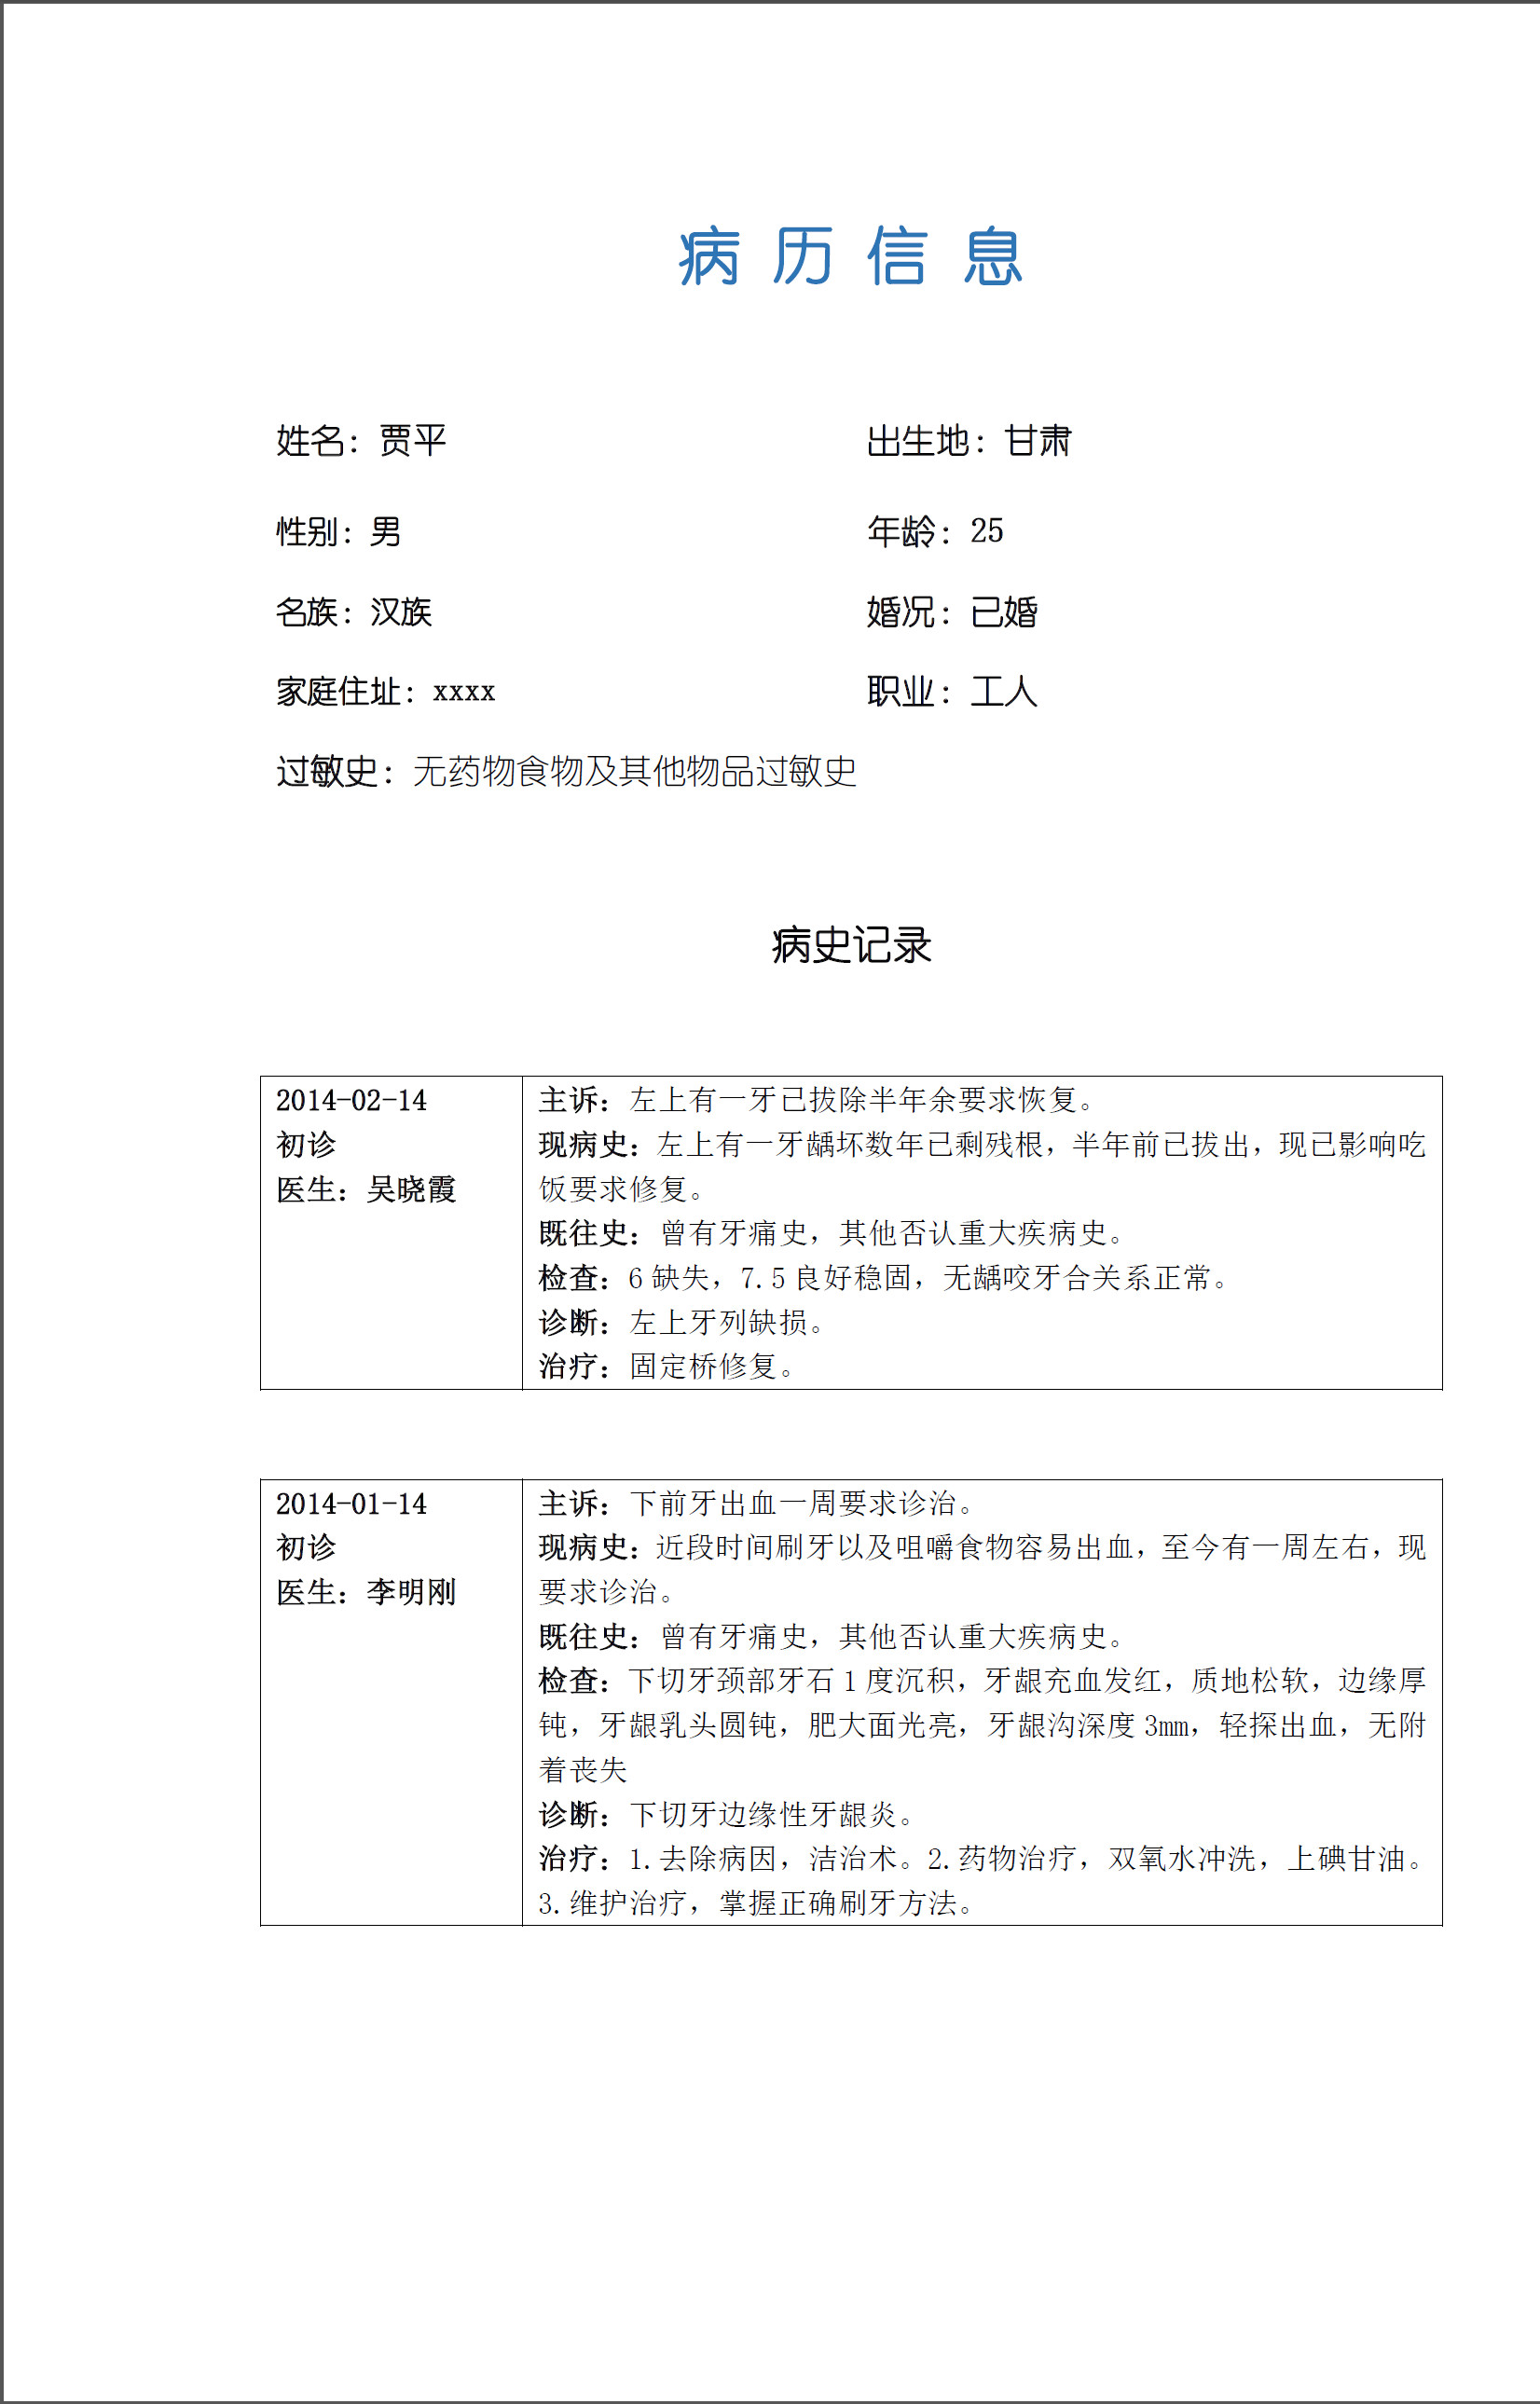 病 历 信 息
姓名：贾平 出生地：甘肃
性别：男 年龄：25
名族：汉族 婚况：已婚
家庭住址：xxxx 职业：工人
过敏史：无药物食物及其他物品过敏史
病史记录
2014-02-14
初诊
医生：吴晓霞
主诉：左上有一牙已拔除半年余要求恢复。
现病史：左上有一牙龋坏数年已剩残根，半年前已拔出，现已影响吃
饭要求修复。
既往史：曾有牙痛史，其他否认重大疾病史。
检查：6 缺失，7.5 良好稳固，无龋咬牙合关系正常。
诊断：左上牙列缺损。
治疗：固定桥修复。
2014-01-14
初诊
医生：李明刚
主诉：下前牙出血一周要求诊治。
现病史：近段时间刷牙以及咀嚼食物容易出血，至今有一周左右，现
要求诊治。
既往史：曾有牙痛史，其他否认重大疾病史。
检查：下切牙颈部牙石 1 度沉积，牙龈充血发红，质地松软，边缘厚
钝，牙龈乳头圆钝，肥大面光亮，牙龈沟深度 3mm，轻探出血，无附
着丧失
诊断：下切牙边缘性牙龈炎。
治疗：1.去除病因，洁治术。2.药物治疗，双氧水冲洗，上碘甘油。
3.维护治疗，掌握正确刷牙方法。